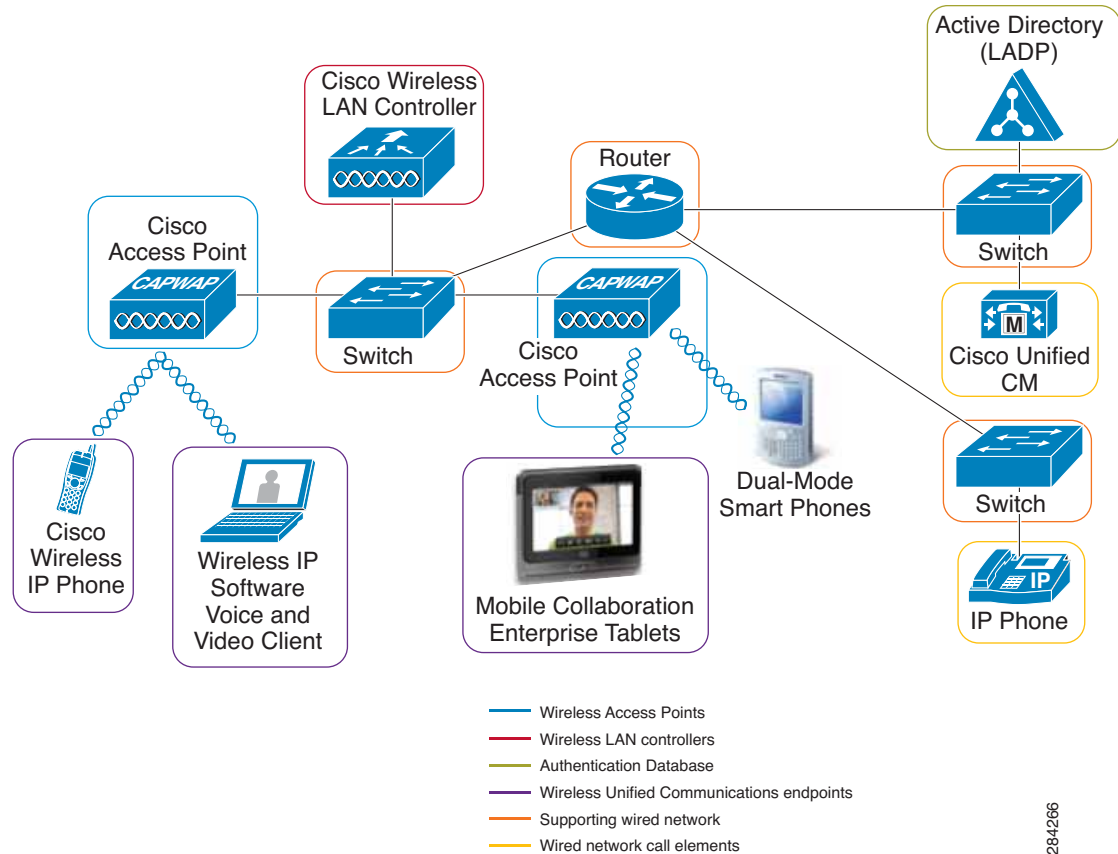 Active Directory
(LADP)
Cisco Wireless
LAN Controller
Router
Cisco
Access Point
CAPWAP
Switch
CAPWAP
Cisco
Access Point
Switch
M
Cisco Unified
CM
Dual-Mode
Smart Phones
Switch
Cisco
Wireless
IP Phone
Wireless IP
Software
Voice and
Video Client
Mobile Collaboration
Enterprise Tablets
IP
IP Phone
Wireless Access Points
Wireless LAN controllers
Authentication Database
Wireless Unified Communications endpoints
Supporting wired network
Wired network call elements
284266